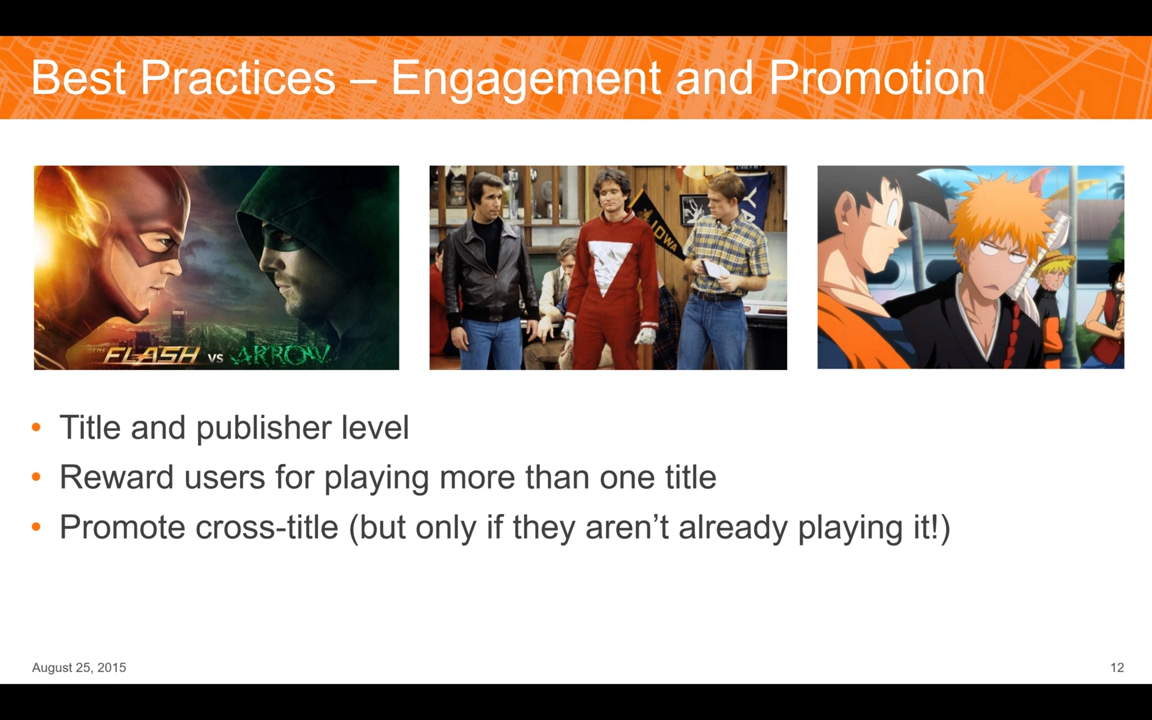 Best Practices – Engagement and Promotion
FLASH VS ARROW
IOWA
• Title and publisher level
• Reward users for playing more than one title
• Promote cross-title (but only if they aren’t already playing it!)
August 25, 2015
12